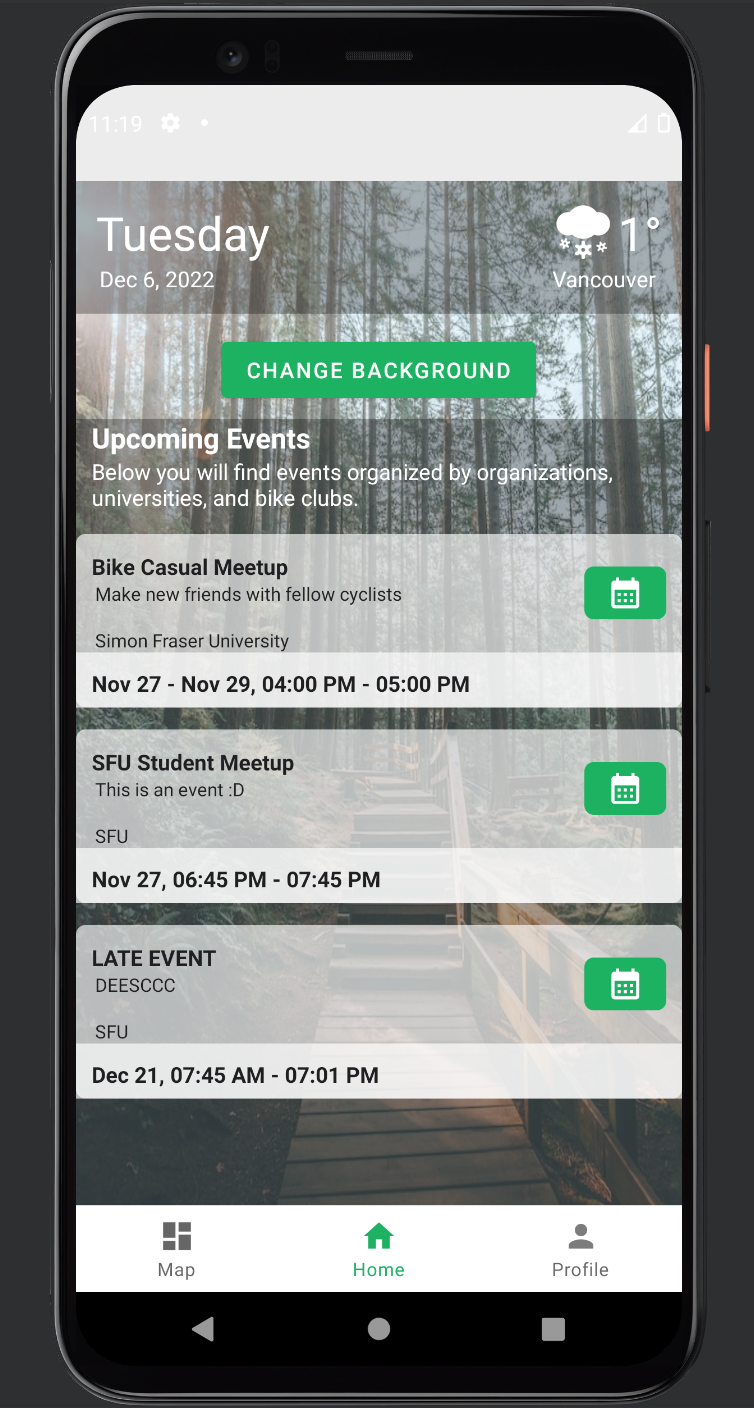 11:19
Tuesday
1°
Dec 6, 2022
Vancouver
CHANGE BACKGROUND
Upcoming Events
Below you will find events organized by organizations,
universities, and bike clubs.
Bike Casual Meetup
Make new friends with fellow cyclists
Simon Fraser University
Nov 27 - Nov 29, 04:00 PM - 05:00 PM
SFU Student Meetup
This is an event :D
SFU
Nov 27, 06:45 PM - 07:45 PM
LATE EVENT
DEESCCC
SFU
Dec 21, 07:45 AM - 07:01 PM
Map
Home
Profile